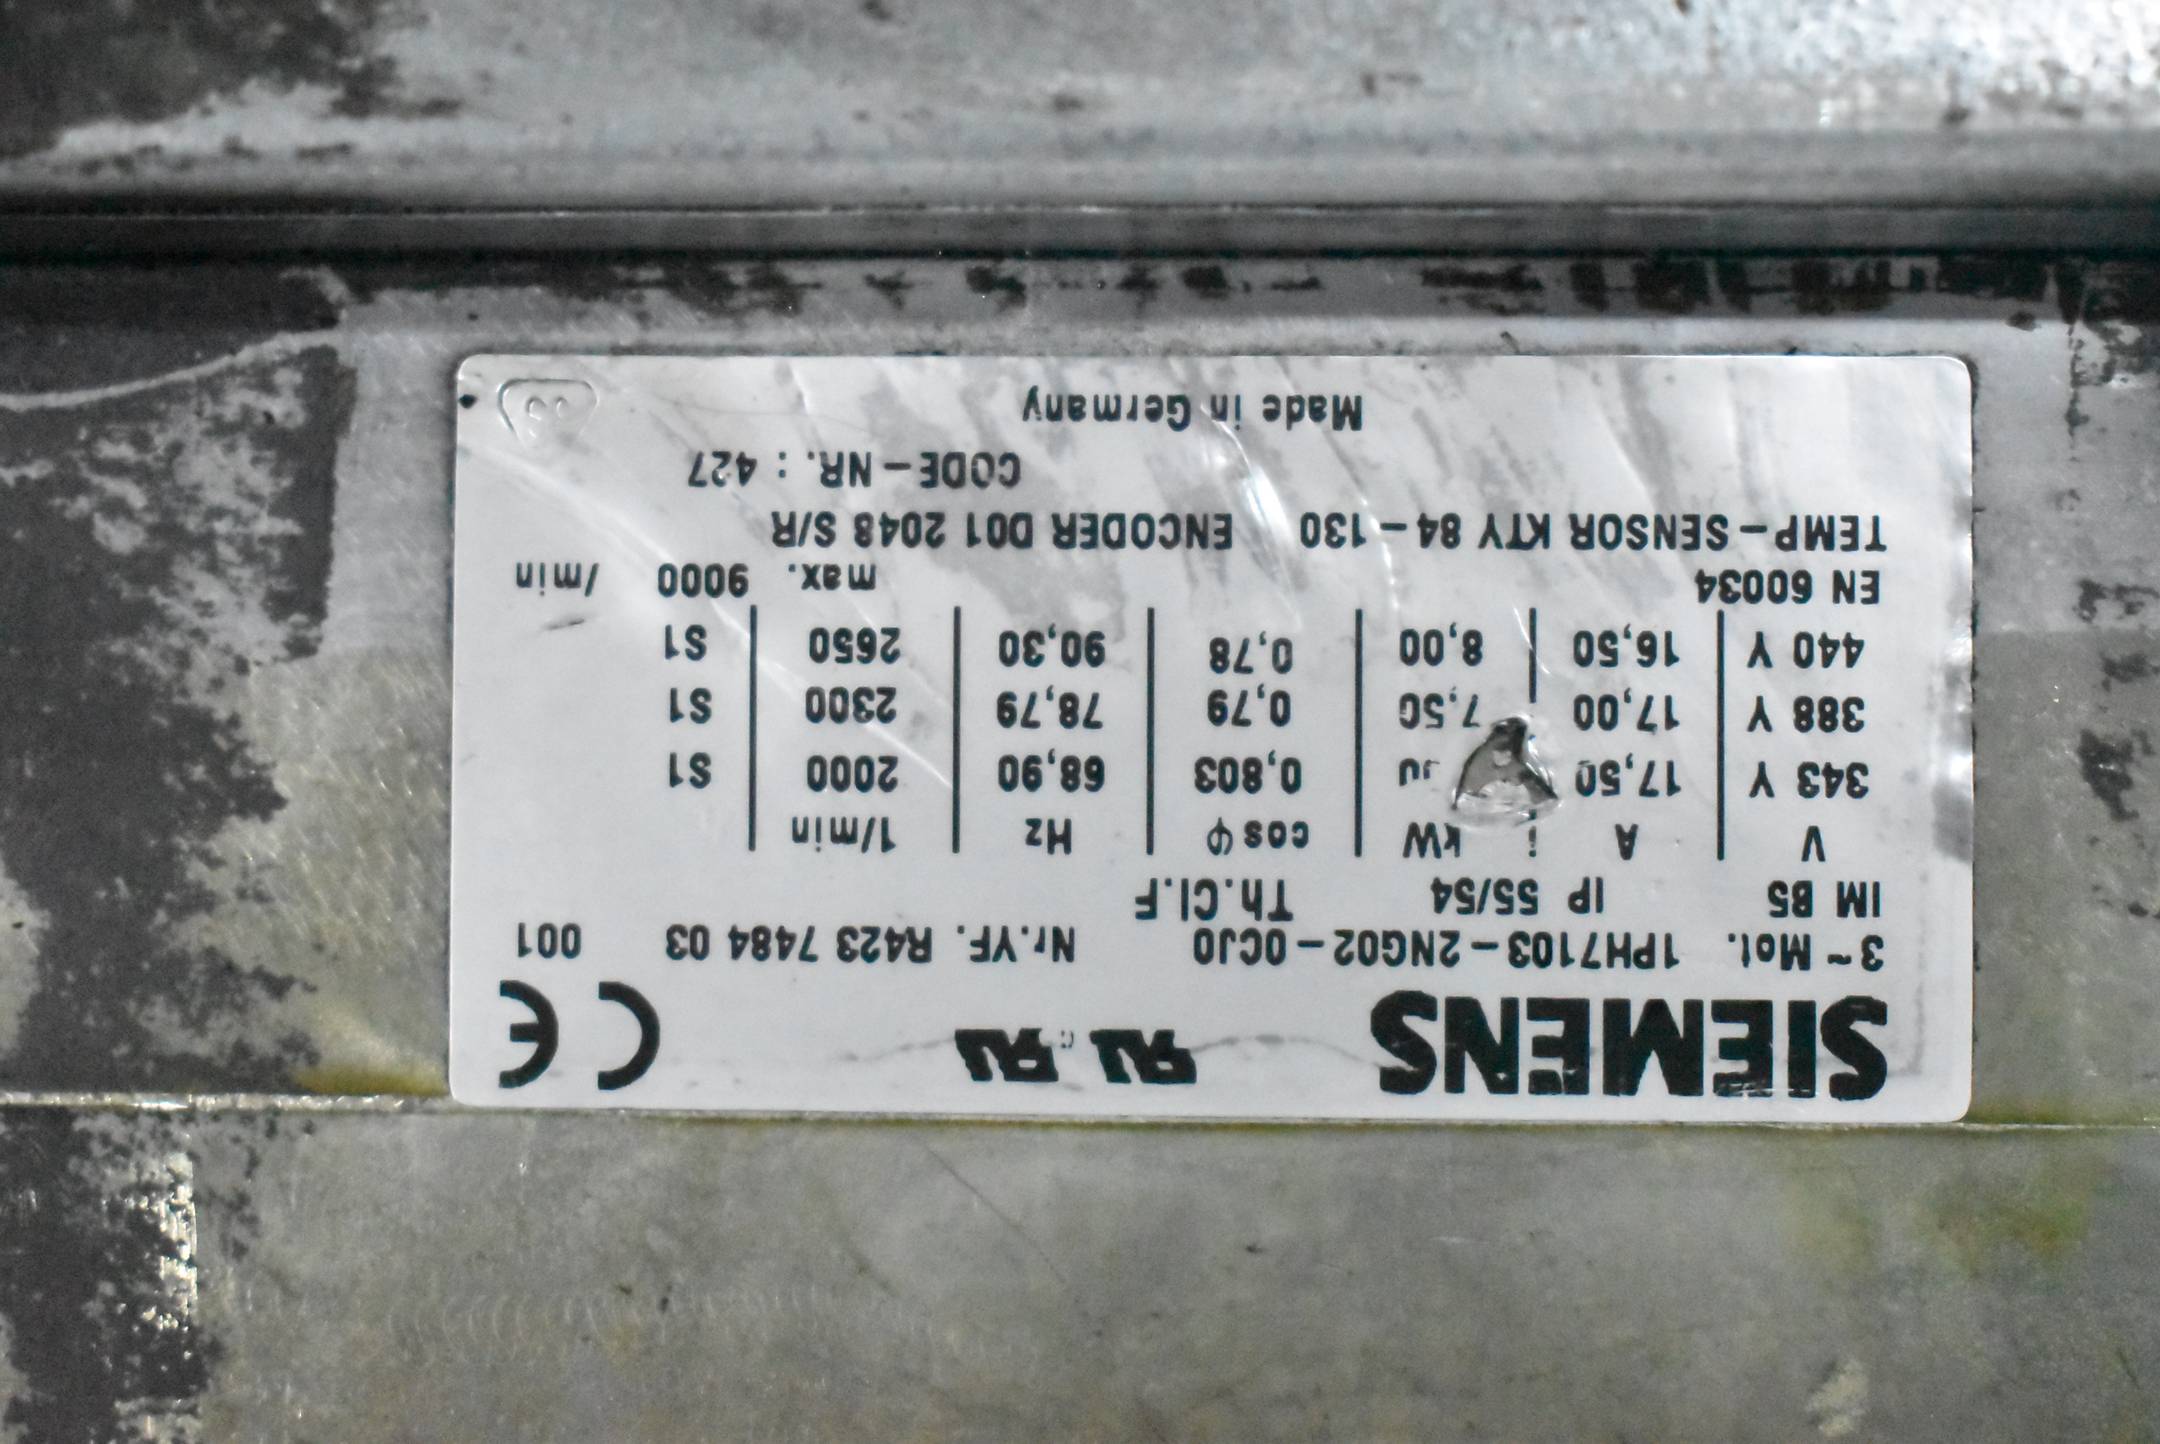 SIEMENS
3~ Mot. 1PH7103-2NG02-0CJ0 Nr.YF. R423 7484 03 001
IM B5 IP 55/54 Th.Cl.F
V A kW cos φ Hz 1/min
343 Y 17,50 0,803 68,90 2000 S1
388 Y 17,00 7,50 0,79 78,79 2300 S1
440 Y 16,50 8,00 0,78 90,30 2650 S1
EN 60034 max. 9000 /min
TEMP-SENSOR KTY 84-130 ENCODER D01 2048 S/R
CODE-NR.: 427
Made in Germany